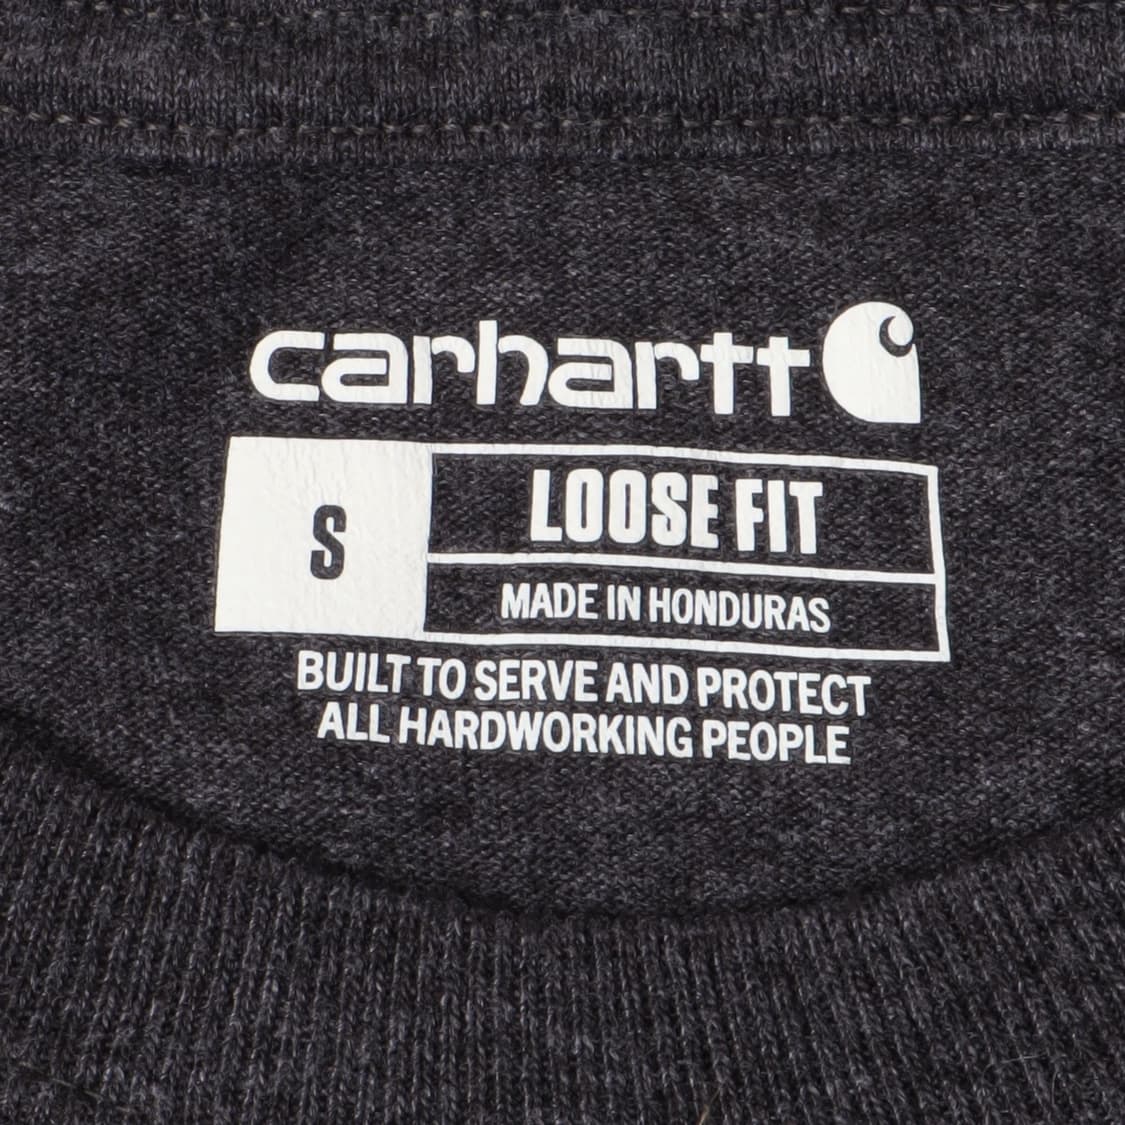 carhartt
S
LOOSE FIT
MADE IN HONDURAS
BUILT TO SERVE AND PROTECT
ALL HARDWORKING PEOPLE